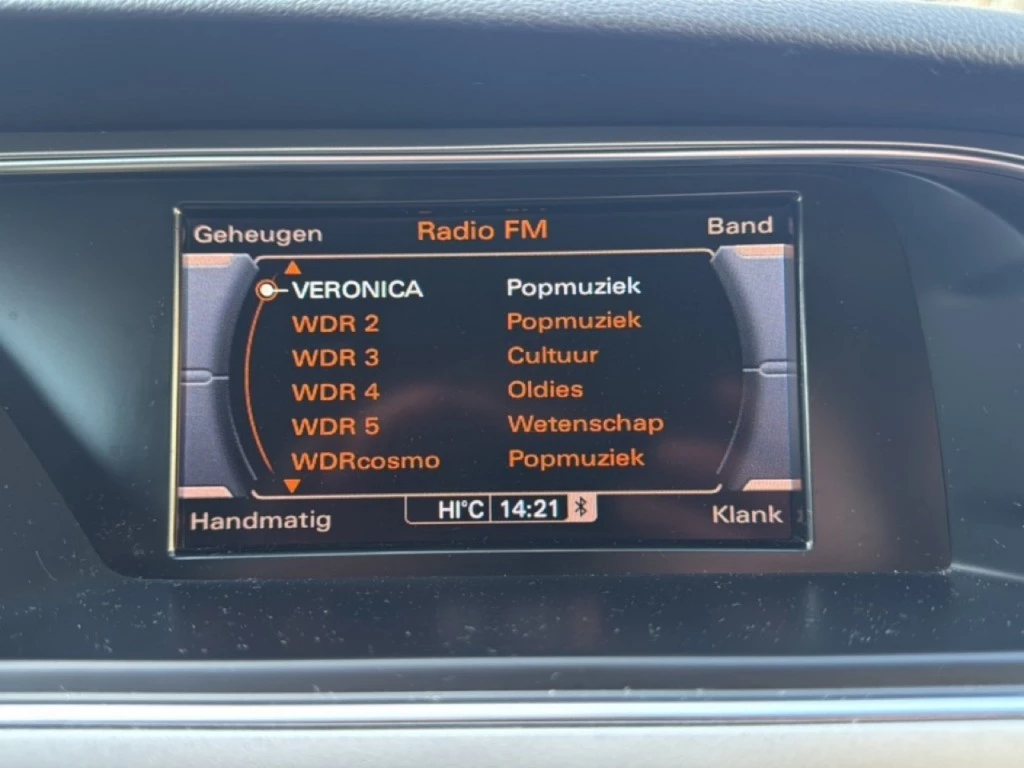 Geheugen Radio FM Band
VERONICA Popmuziek
WDR 2 Popmuziek
WDR 3 Cultuur
WDR 4 Oldies
WDR 5 Wetenschap
WDRcosmo Popmuziek
HI°C 14:21
Handmatig Klank